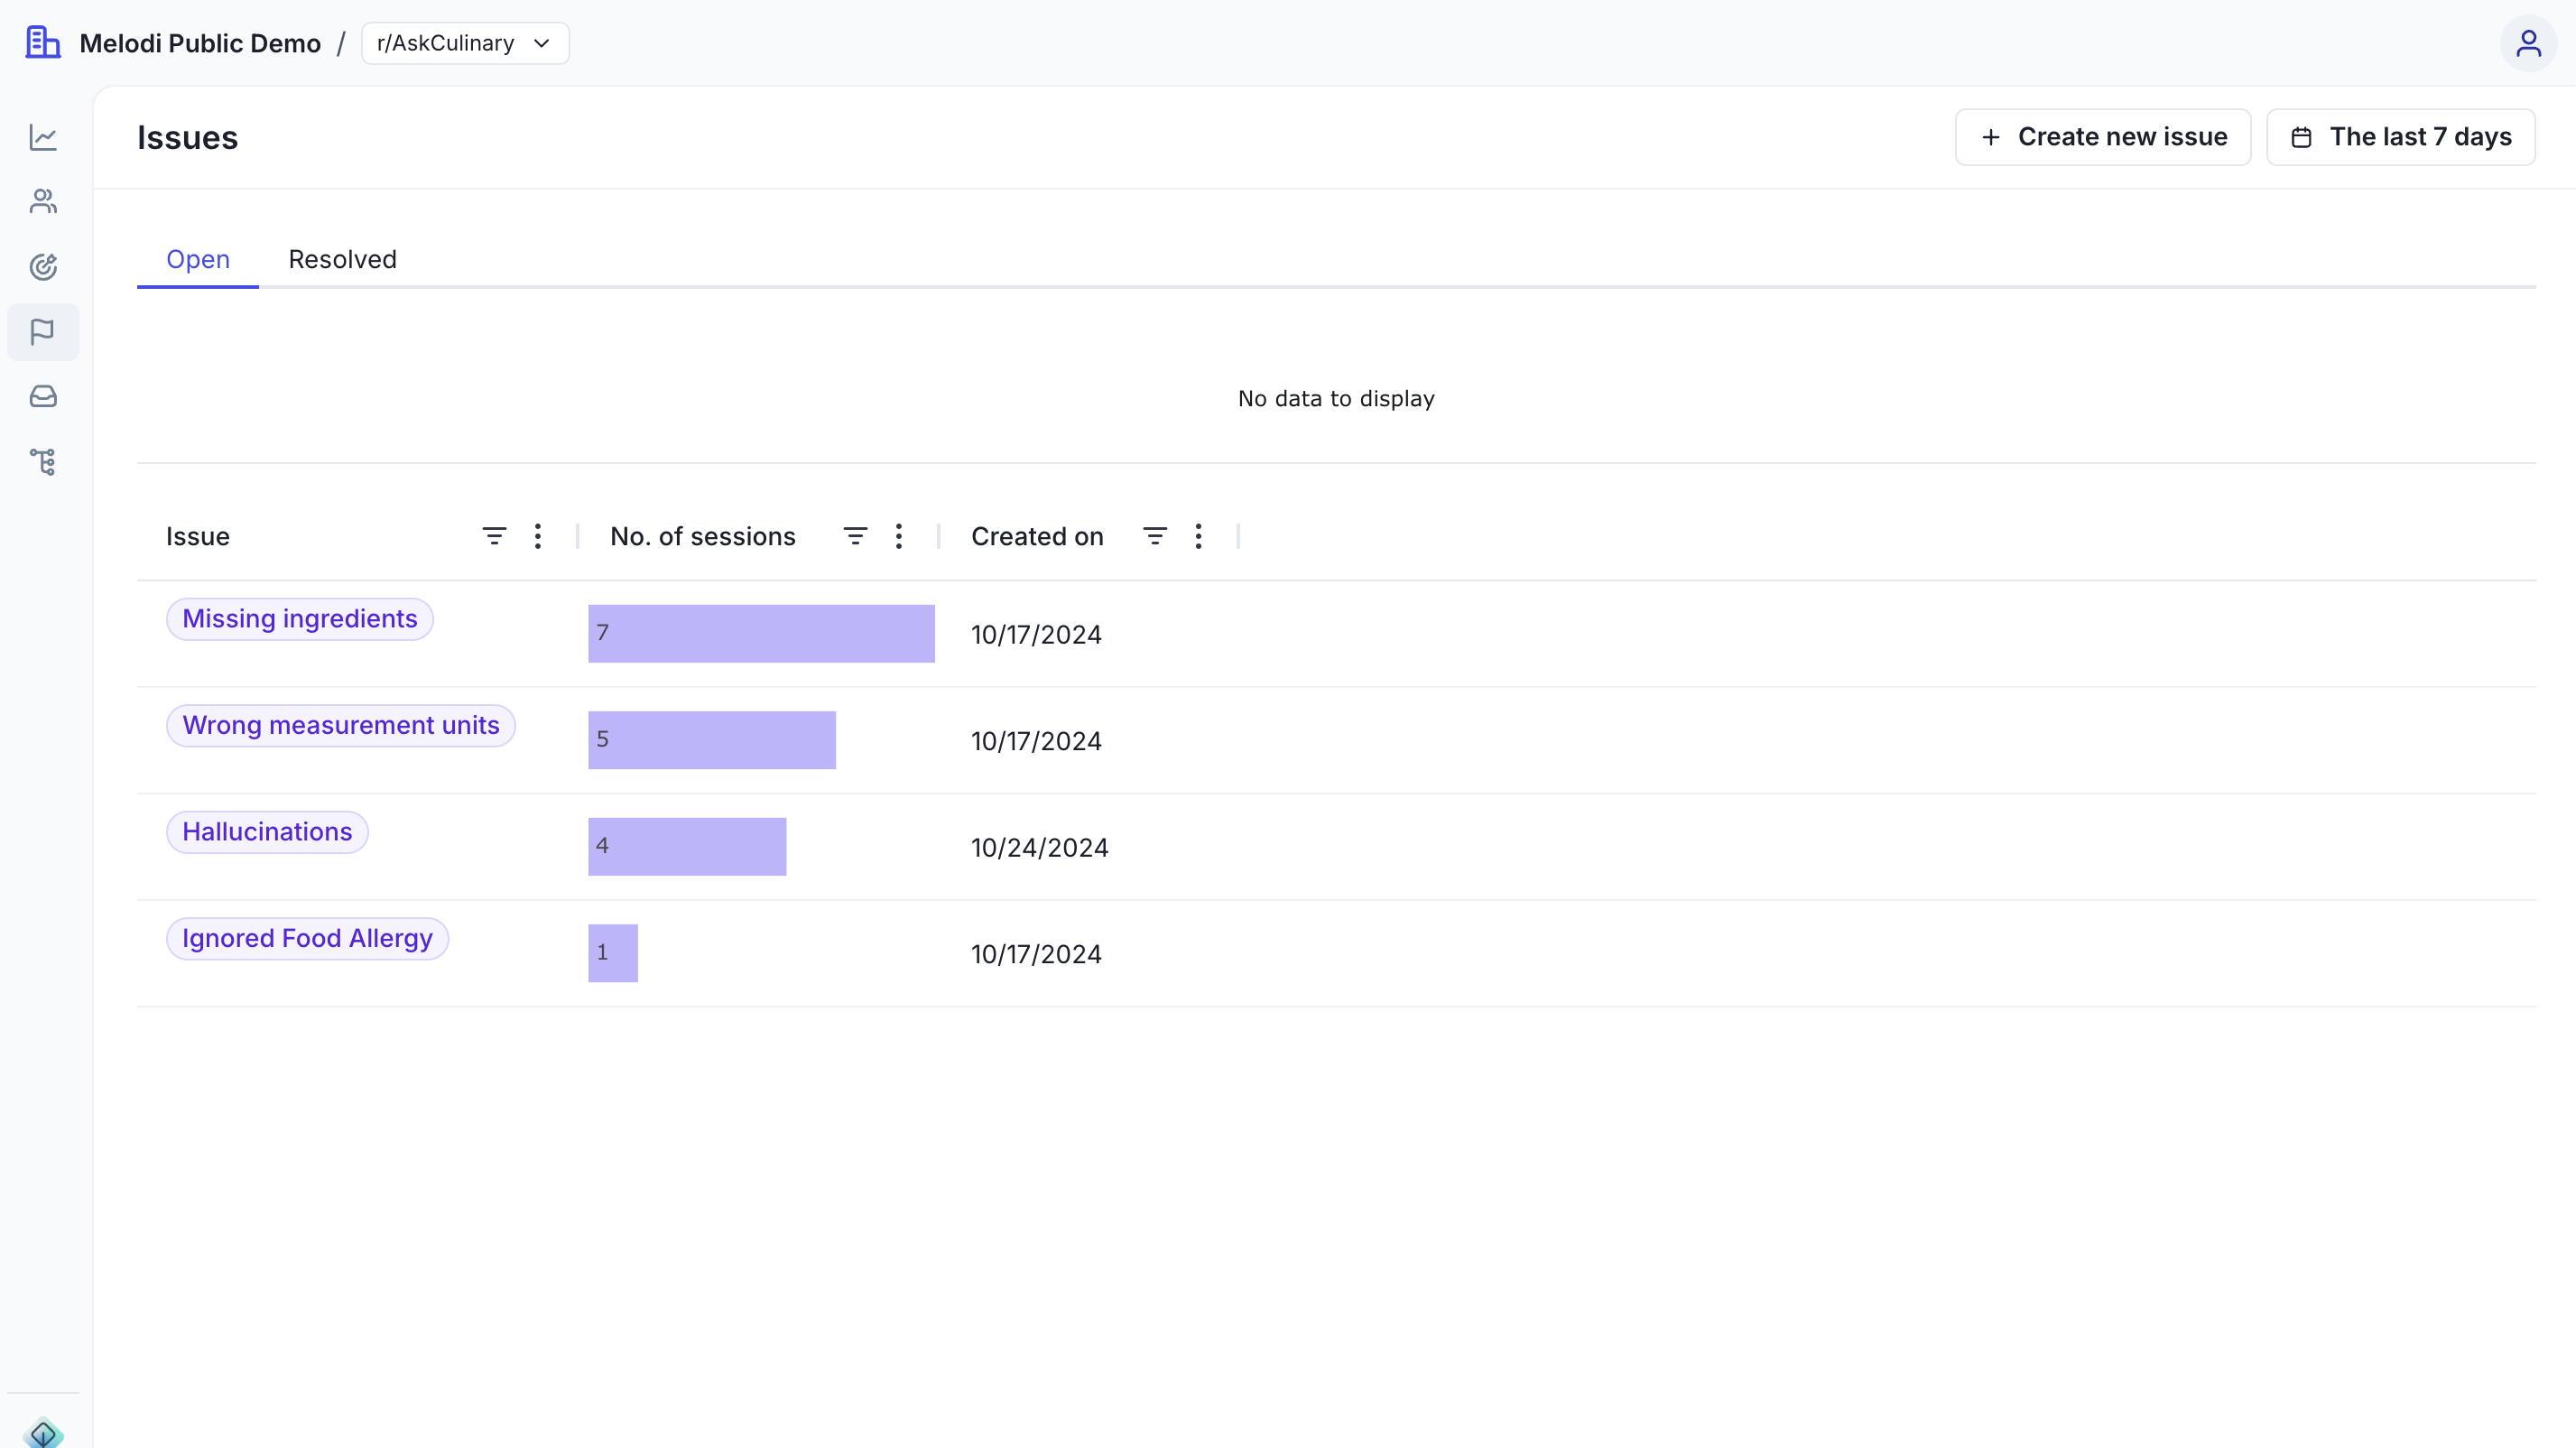 Melodi Public Demo / r/AskCulinary
Issues
Create new issue
The last 7 days
Open Resolved
No data to display
Issue No. of sessions Created on
Missing ingredients 7 10/17/2024
Wrong measurement units 5 10/17/2024
Hallucinations 4 10/24/2024
Ignored Food Allergy 1 10/17/2024